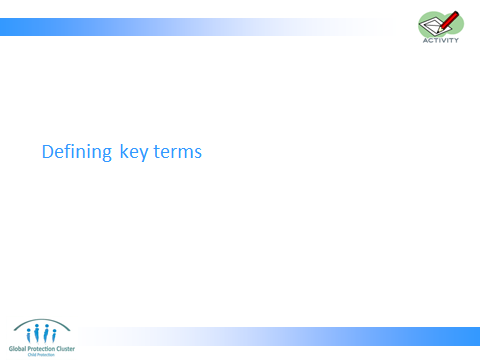 ACTIVITY
Defining key terms
Global Protection Cluster
Child Protection